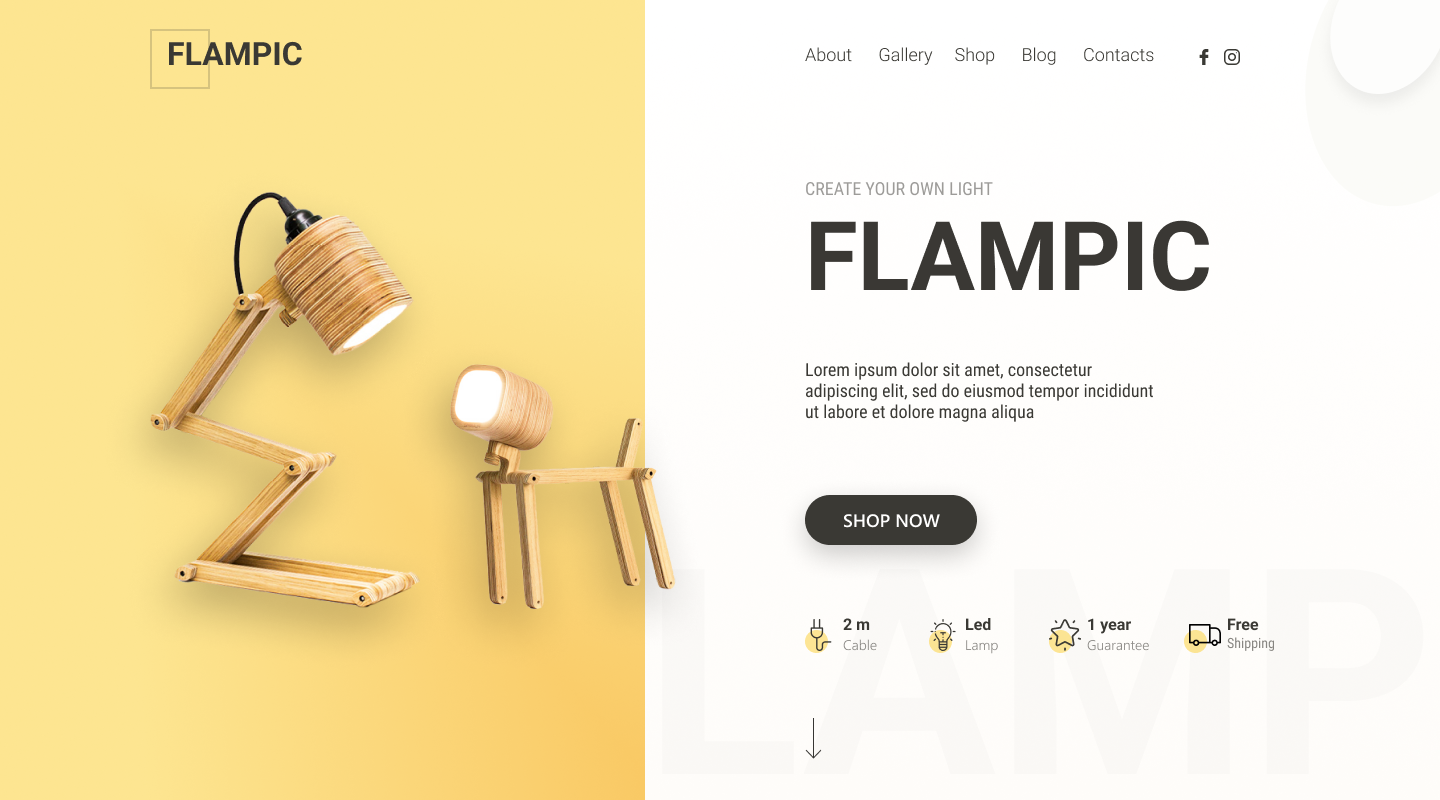 FLAMPIC
About Gallery Shop Blog Contacts
CREATE YOUR OWN LIGHT
FLAMPIC
Lorem ipsum dolor sit amet, consectetur
adipiscing elit, sed do eiusmod tempor incididunt
ut labore et dolore magna aliqua
SHOP NOW
2 m
Cable
Led
Lamp
1 year
Guarantee
Free
Shipping
LAMP